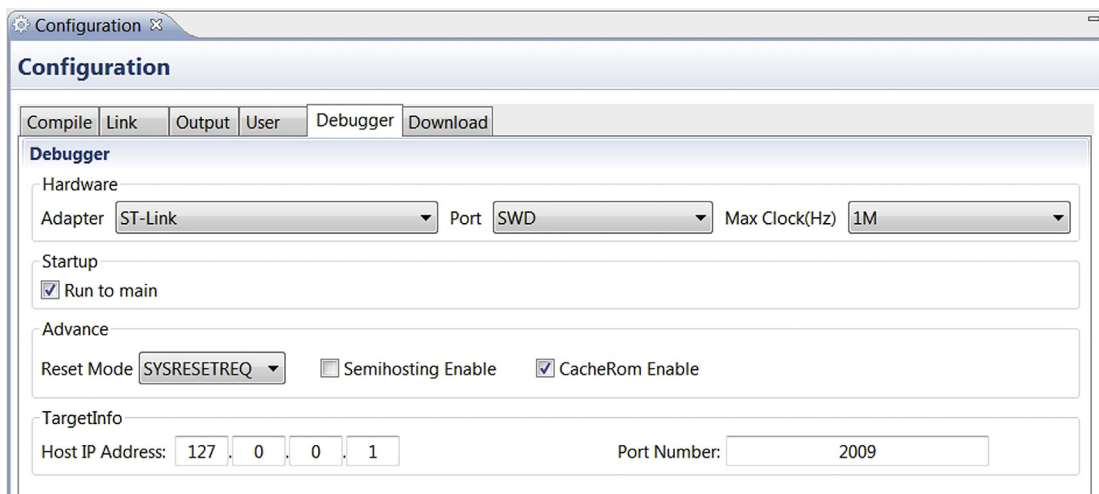 Configuration
Configuration
Compile Link Output User Debugger Download
Debugger
Hardware
Adapter ST-Link Port SWD Max Clock(Hz) 1M
Startup
Run to main
Advance
Reset Mode SYSRESETREQ Semihosting Enable CacheRom Enable
TargetInfo
Host IP Address: 127 . 0 . 0 . 1 Port Number: 2009